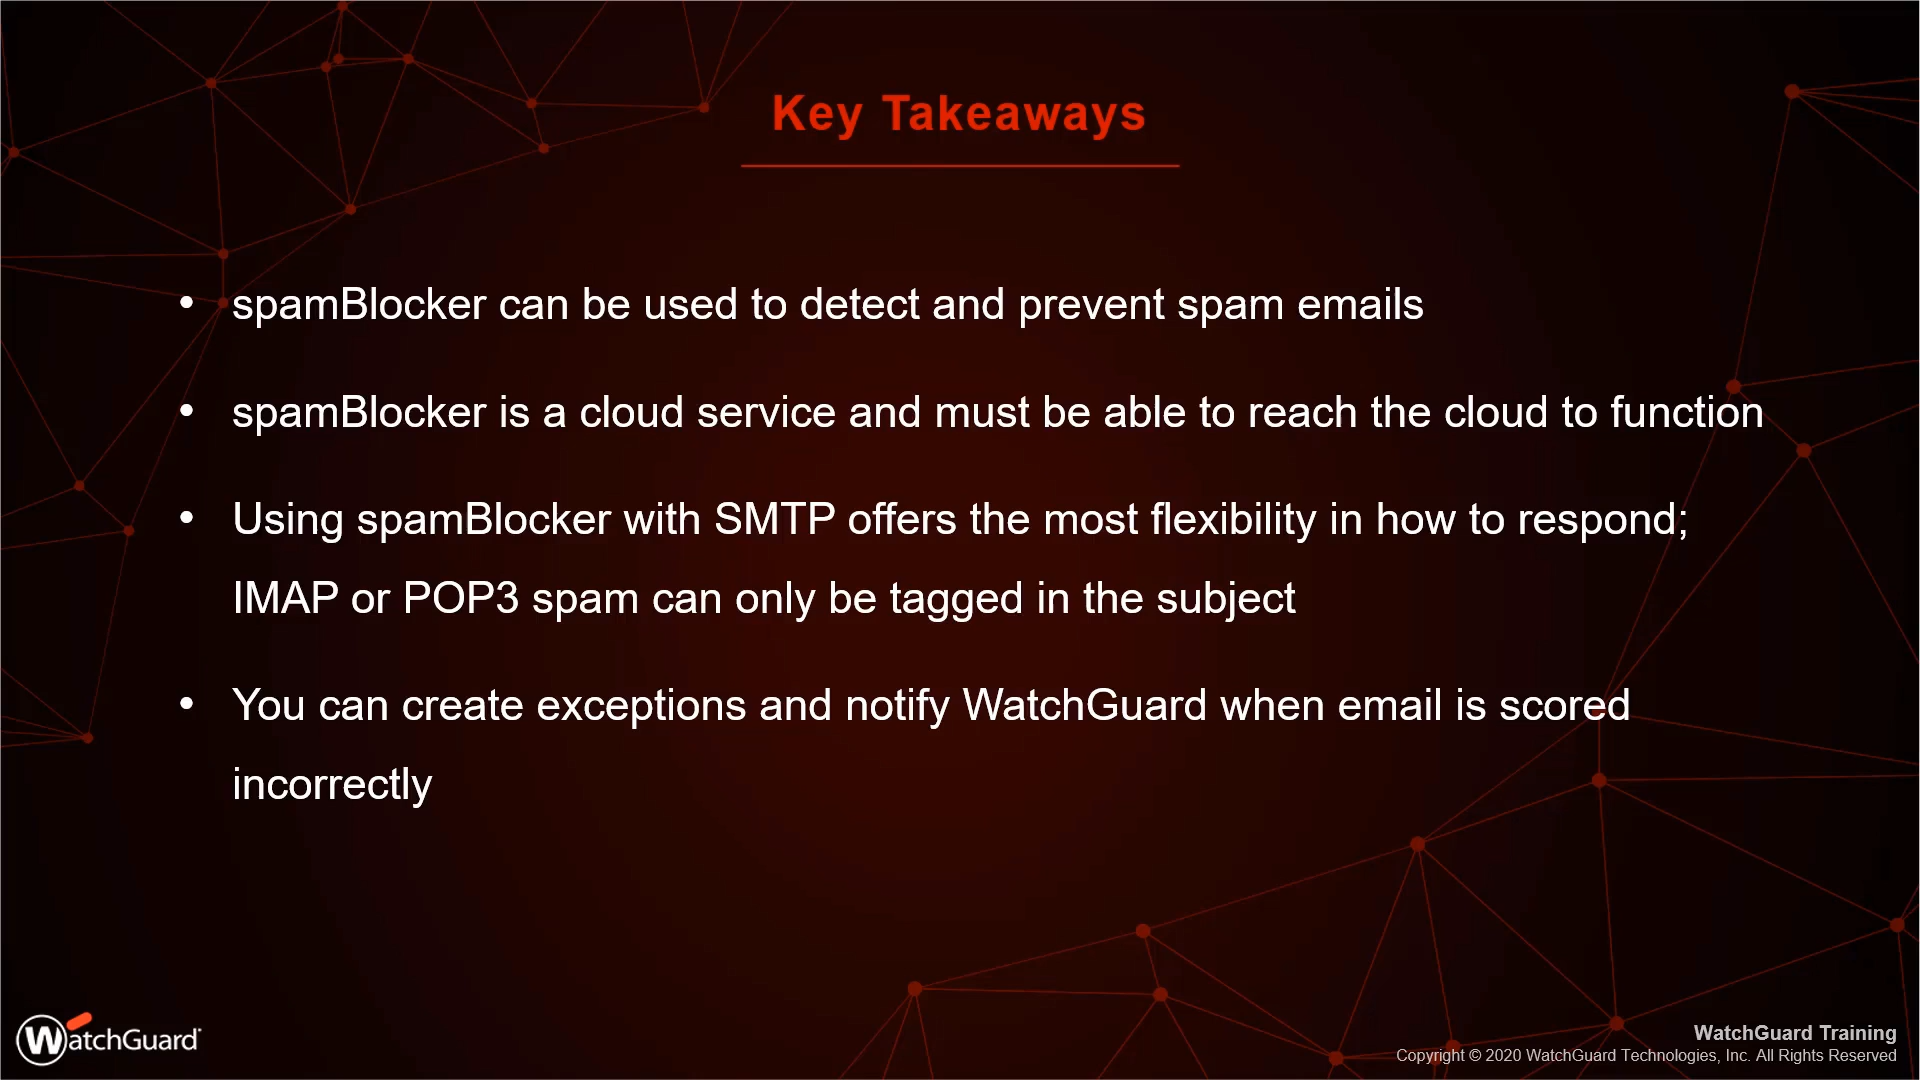 Key Takeaways
• spamBlocker can be used to detect and prevent spam emails
• spamBlocker is a cloud service and must be able to reach the cloud to function
• Using spamBlocker with SMTP offers the most flexibility in how to respond;
IMAP or POP3 spam can only be tagged in the subject
• You can create exceptions and notify WatchGuard when email is scored
incorrectly
WatchGuard
WatchGuard Training
Copyright © 2020 WatchGuard Technologies, Inc. All Rights Reserved